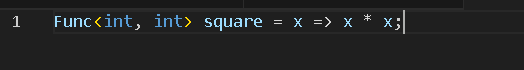 1 Func<int, int> square = x => x * x;